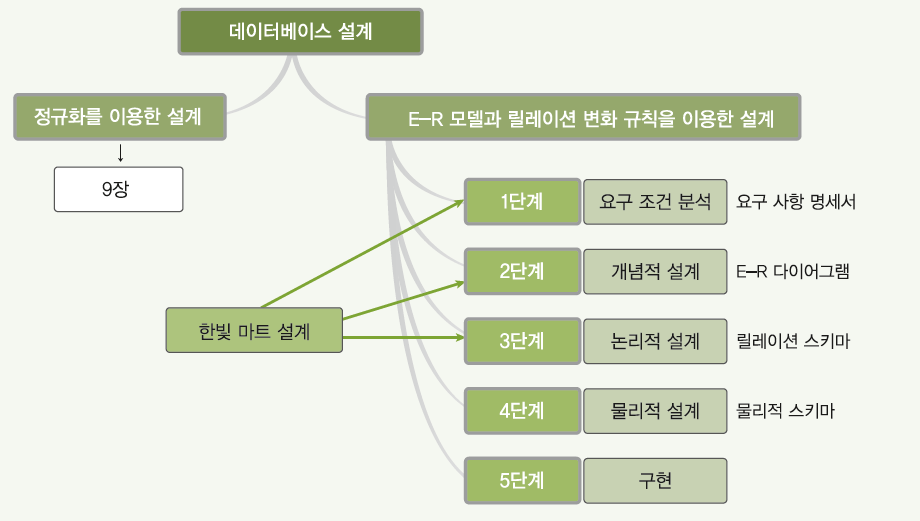 데이터베이스 설계
정규화를 이용한 설계
E-R 모델과 릴레이션 변화 규칙을 이용한 설계
9장
1단계 요구 조건 분석 요구 사항 명세서
2단계 개념적 설계 E-R 다이어그램
한빛 마트 설계
3단계 논리적 설계 릴레이션 스키마
4단계 물리적 설계 물리적 스키마
5단계 구현